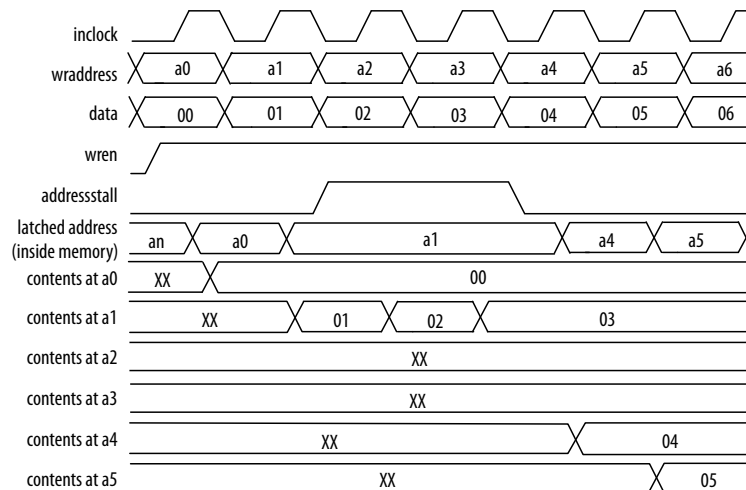 inclock
wraddress a0 a1 a2 a3 a4 a5 a6
data 00 01 02 03 04 05 06
wren
addressstall
latched address
(inside memory) an a0 a1 a4 a5
contents at a0 XX 00
contents at a1 XX 01 02 03
contents at a2 XX
contents at a3 XX
contents at a4 XX 04
contents at a5 XX 05